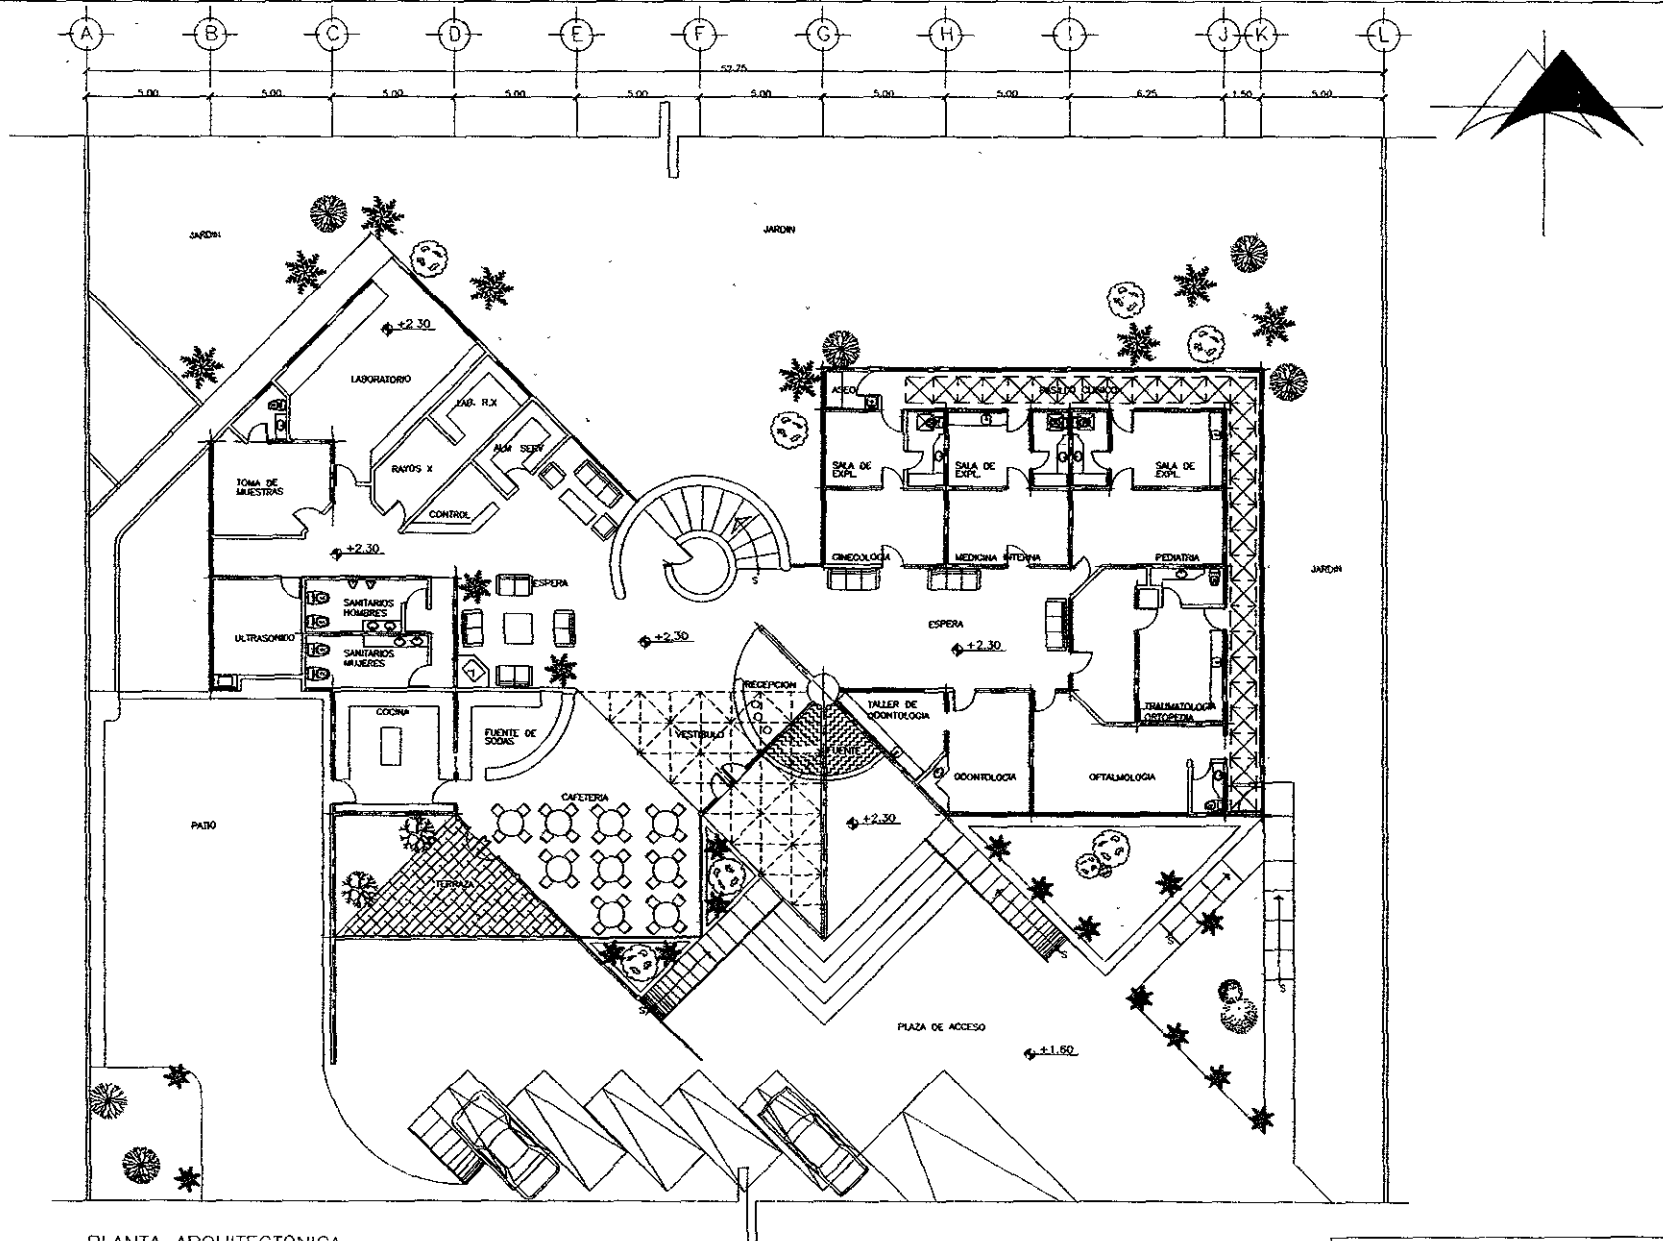 A B C D E F G H I J K L
52.75
5.00 5.00 5.00 5.00 5.00 5.00 5.00 5.00 6.25 1.50 5.00
JARDIN
JARDIN
+2.30
LABORATORIO
ASEO
PASILLO CLINICO
LAB. R.X
ALM SERV
RAYOS X
SALA DE
EXPL.
SALA DE
EXPL.
SALA DE
EXPL.
TOMA DE
MUESTRAS
CONTROL
+2.30
GINECOLOGIA
MEDICINA INTERNA
PEDIATRIA
JARDIN
S
ESPERA
SANITARIOS
HOMBRES
ULTRASONIDO
SANITARIOS
MUJERES
+2.30
ESPERA
+2.30
RECEPCION
COCINA
FUENTE DE
SODAS
VESTIBULO
TALLER DE
ODONTOLOGIA
TRAUMATOLOGIA
ORTOPEDIA
FUENTE
ODONTOLOGIA
OFTALMOLOGIA
CAFETERIA
PATIO
+2.30
TERRAZA
S
S
S
S
PLAZA DE ACCESO
+1.60
PLANTA ARQUITECTONICA